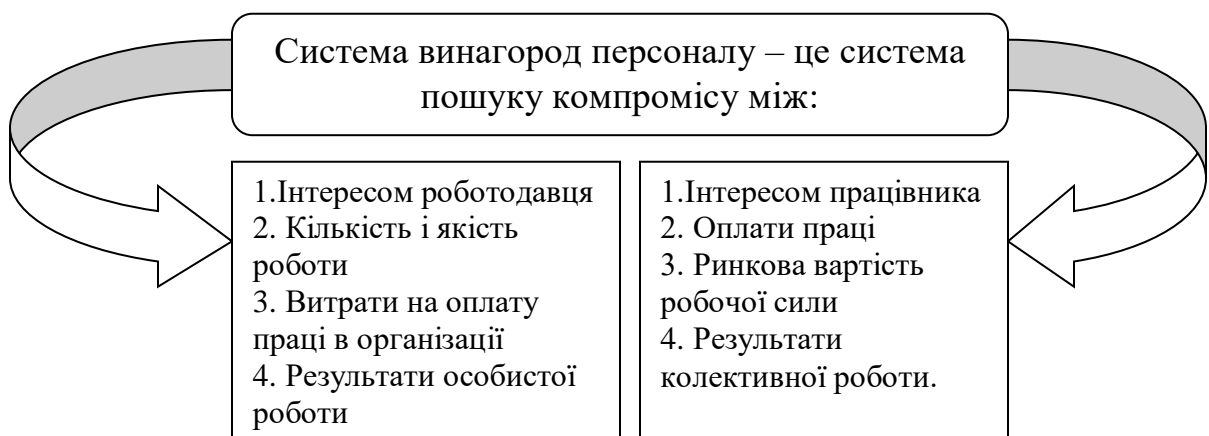 Система винагород персоналу – це система
пошуку компромісу між:
1.Інтересом роботодавця
2. Кількість і якість
роботи
3. Витрати на оплату
праці в організації
4. Результати особистої
роботи
1.Інтересом працівника
2. Оплати праці
3. Ринкова вартість
робочої сили
4. Результати
колективної роботи.